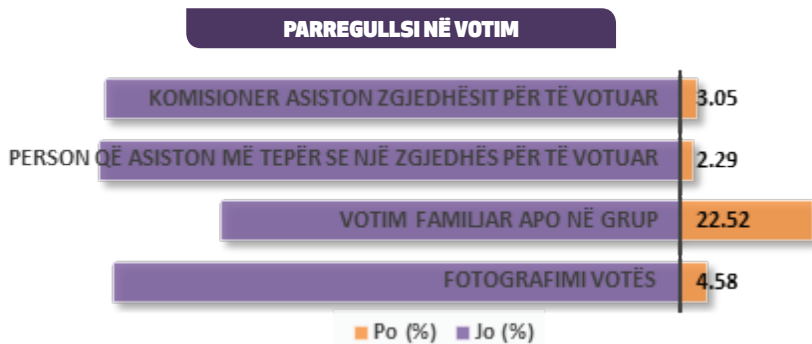 PARREGULLSI NË VOTIM
KOMISIONER ASISTON ZGJEDHËSIT PËR TË VOTUAR 3.05
PERSON QË ASISTON MË TEPËR SE NJË ZGJEDHËS PËR TË VOTUAR 2.29
VOTIM FAMILJAR APO NË GRUP 22.52
FOTOGRAFIMI VOTËS 4.58
Po (%) Jo (%)